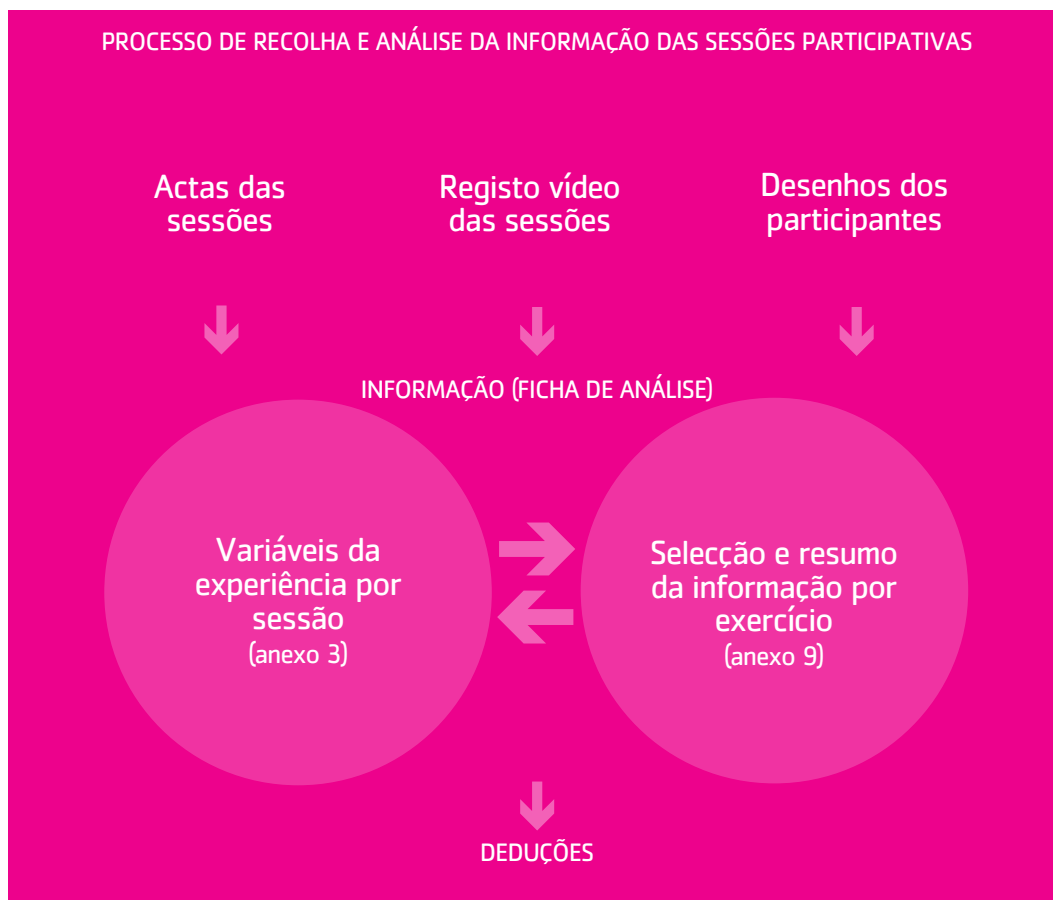 PROCESSO DE RECOLHA E ANÁLISE DA INFORMAÇÃO DAS SESSÕES PARTICIPATIVAS
Actas das
sessões
Registo vídeo
das sessões
Desenhos dos
participantes
INFORMAÇÃO (FICHA DE ANÁLISE)
Variáveis da
experiência por
sessão
(anexo 3)
Selecção e resumo
da informação por
exercício
(anexo 9)
DEDUÇÕES